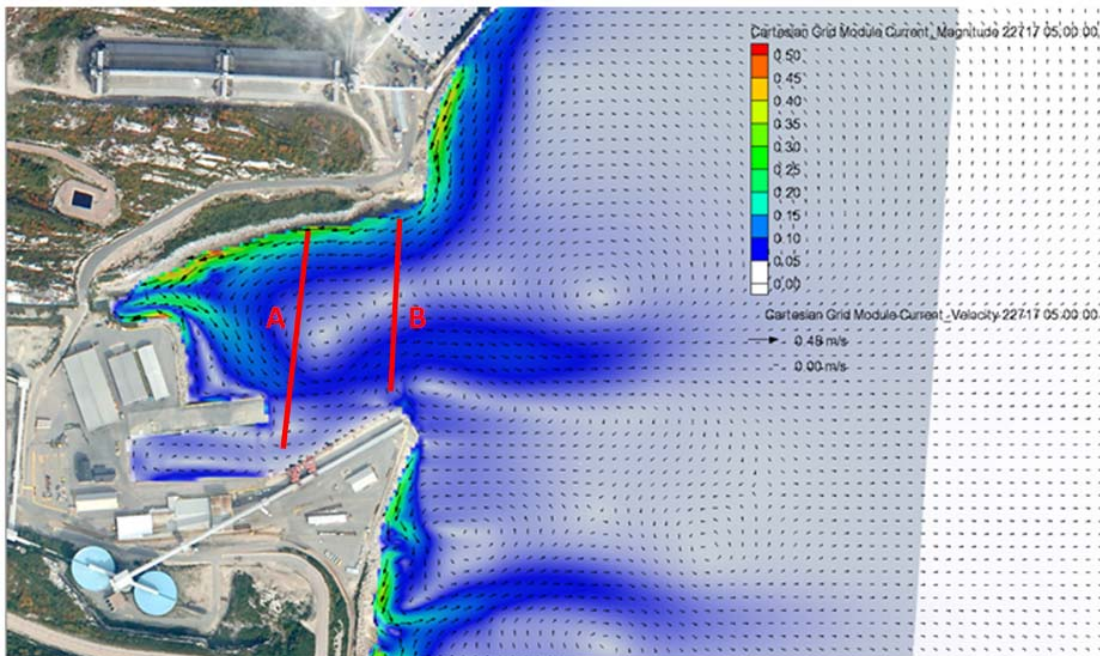 Cartesian Grid Module Current_Magnitude 22717 05:00:00
0.50
0.45
0.40
0.35
0.30
0.25
0.20
0.15
0.10
0.05
0.00
A
B
Cartesian Grid Module Current_Velocity 22717 05:00:00
0.48 m/s
0.00 m/s